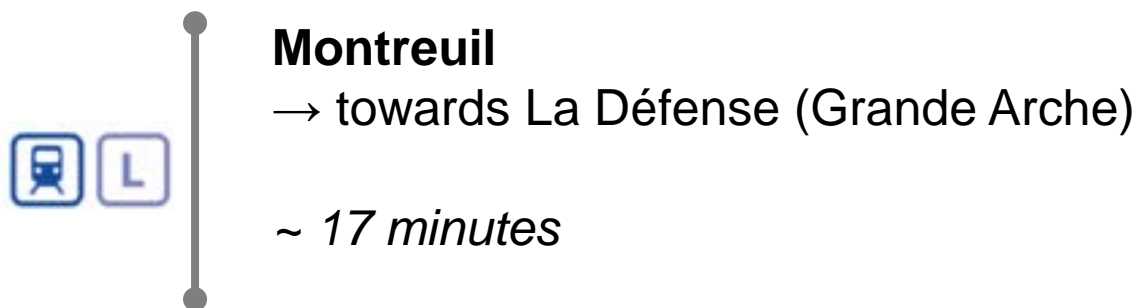 Montreuil
→ towards La Défense (Grande Arche)
L
~ 17 minutes